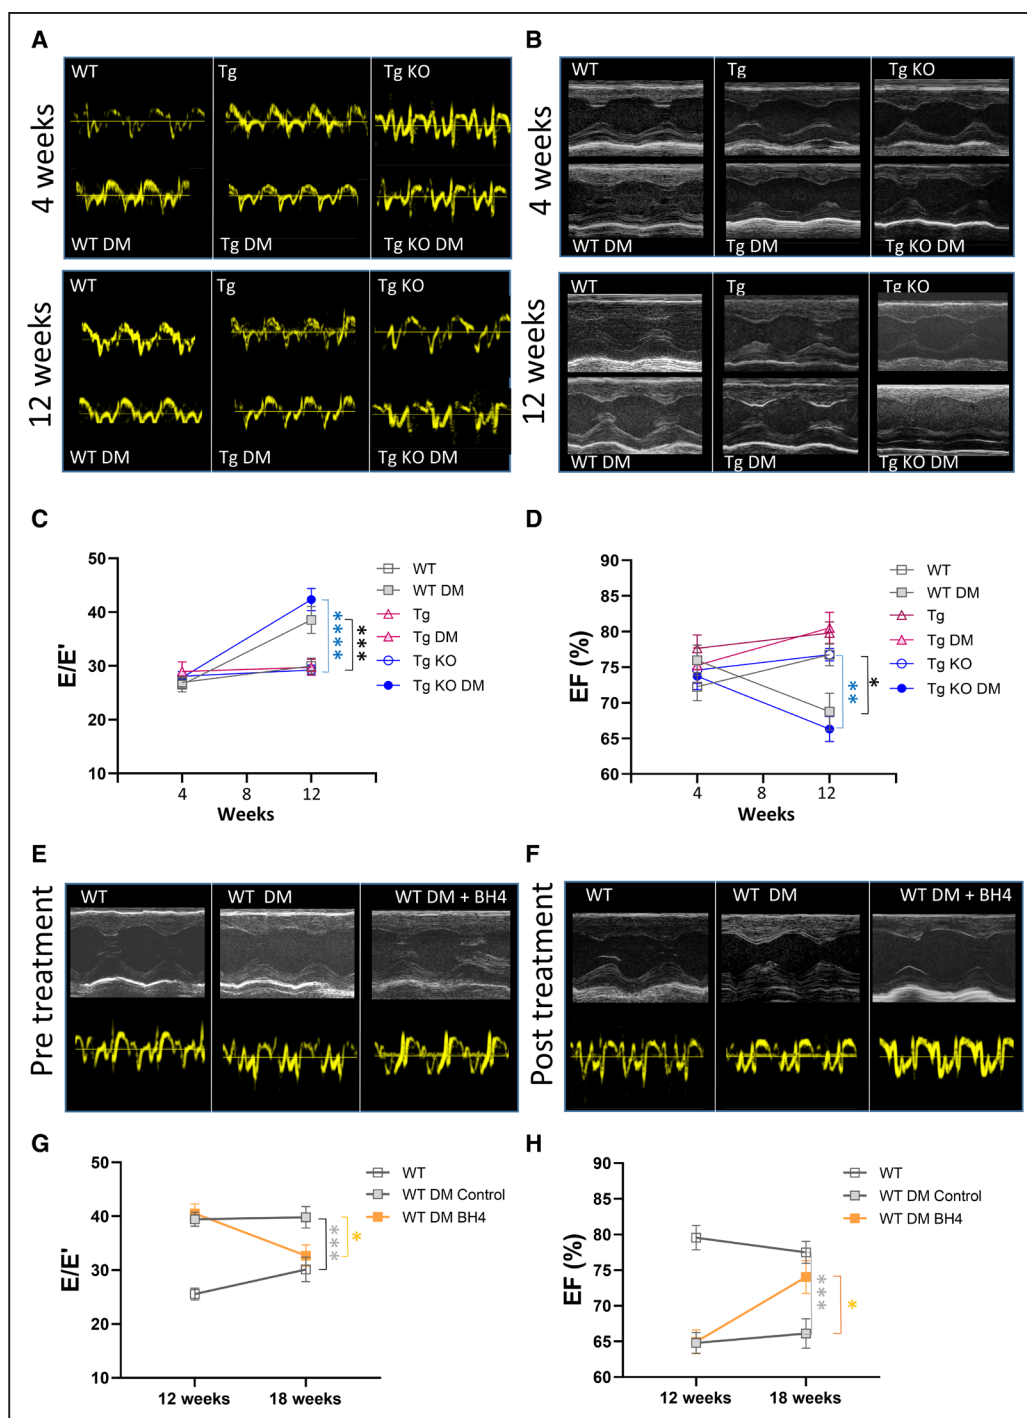 A
B
WT
Tg
Tg KO
4 weeks
WT DM
Tg DM
Tg KO DM
WT
Tg
Tg KO
4 weeks
WT DM
Tg DM
Tg KO DM
WT
Tg
Tg KO
12 weeks
WT DM
Tg DM
Tg KO DM
WT
Tg
Tg KO
12 weeks
WT DM
Tg DM
Tg KO DM
C
E/E'
50
40
30
20
10
4
8
12
Weeks
****
***
WT
WT DM
Tg
Tg DM
Tg KO
Tg KO DM
D
EF (%)
90
85
80
75
70
65
60
4
8
12
Weeks
**
*
WT
WT DM
Tg
Tg DM
Tg KO
Tg KO DM
E
Pre treatment
WT
WT DM
WT DM + BH4
F
Post treatment
WT
WT DM
WT DM + BH4
G
E/E'
50
40
30
20
10
12 weeks
18 weeks
***
*
WT
WT DM Control
WT DM BH4
H
EF (%)
90
85
80
75
70
65
60
12 weeks
18 weeks
***
*
WT
WT DM Control
WT DM BH4